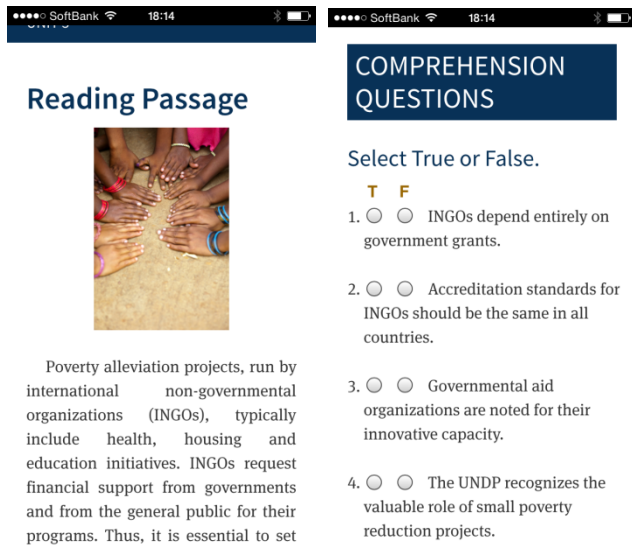 ●●●●○ SoftBank 18:14
Reading Passage
Poverty alleviation projects, run by
international non-governmental
organizations (INGOs), typically
include health, housing and
education initiatives. INGOs request
financial support from governments
and from the general public for their
programs. Thus, it is essential to set
●●●●○ SoftBank 18:14
COMPREHENSION
QUESTIONS
Select True or False.
T F
1. INGOs depend entirely on
government grants.
2. Accreditation standards for
INGOs should be the same in all
countries.
3. Governmental aid
organizations are noted for their
innovative capacity.
4. The UNDP recognizes the
valuable role of small poverty
reduction projects.